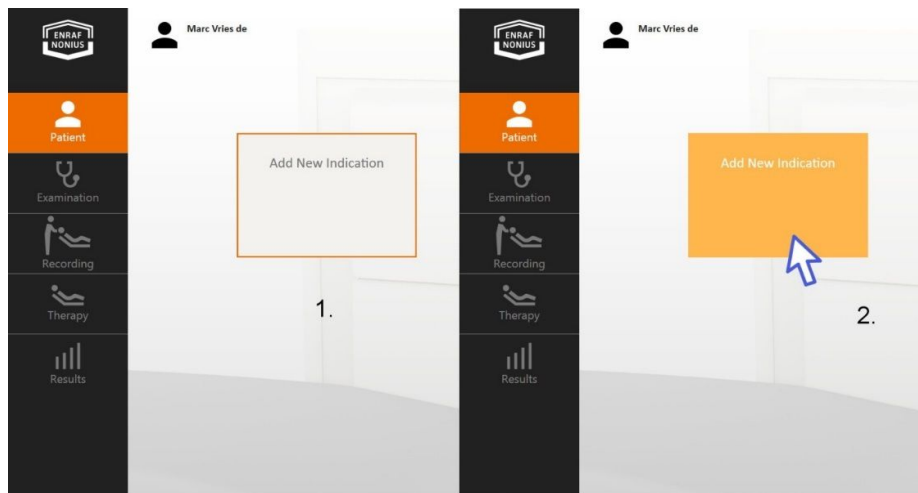 ENRAF
NONIUS
Marc Vries de
Patient
Add New Indication
Examination
Recording
Therapy
1.
Results
ENRAF
NONIUS
Marc Vries de
Patient
Add New Indication
Examination
Recording
Therapy
2.
Results